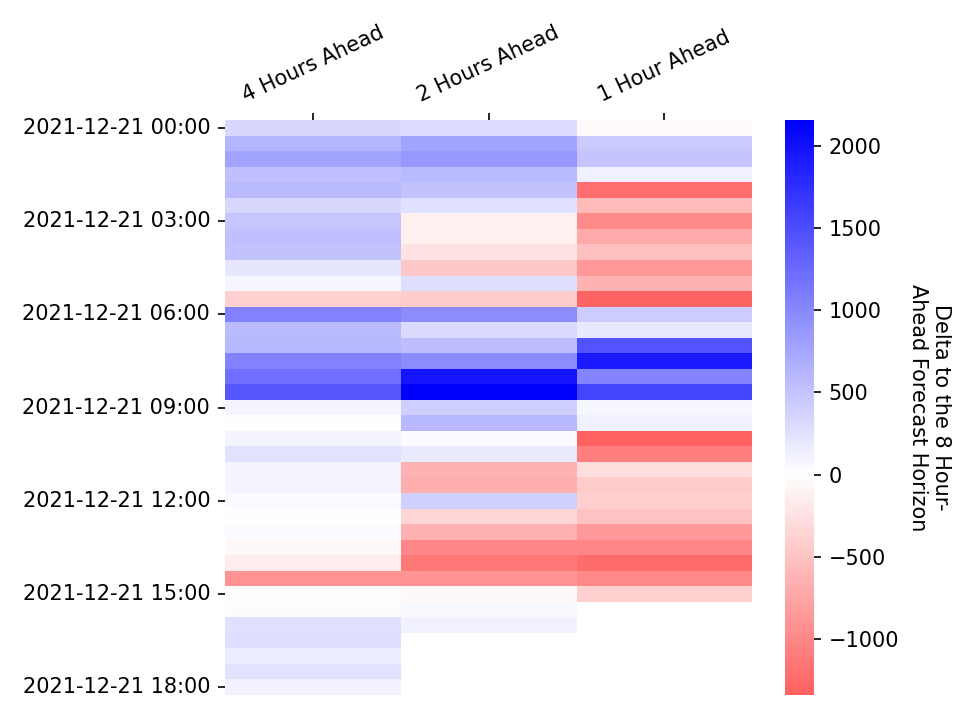 4 Hours Ahead
2 Hours Ahead
1 Hour Ahead
2021-12-21 00:00
2021-12-21 03:00
2021-12-21 06:00
2021-12-21 09:00
2021-12-21 12:00
2021-12-21 15:00
2021-12-21 18:00
2000
1500
1000
500
0
−500
−1000
Delta to the 8 Hour-
Ahead Forecast Horizon